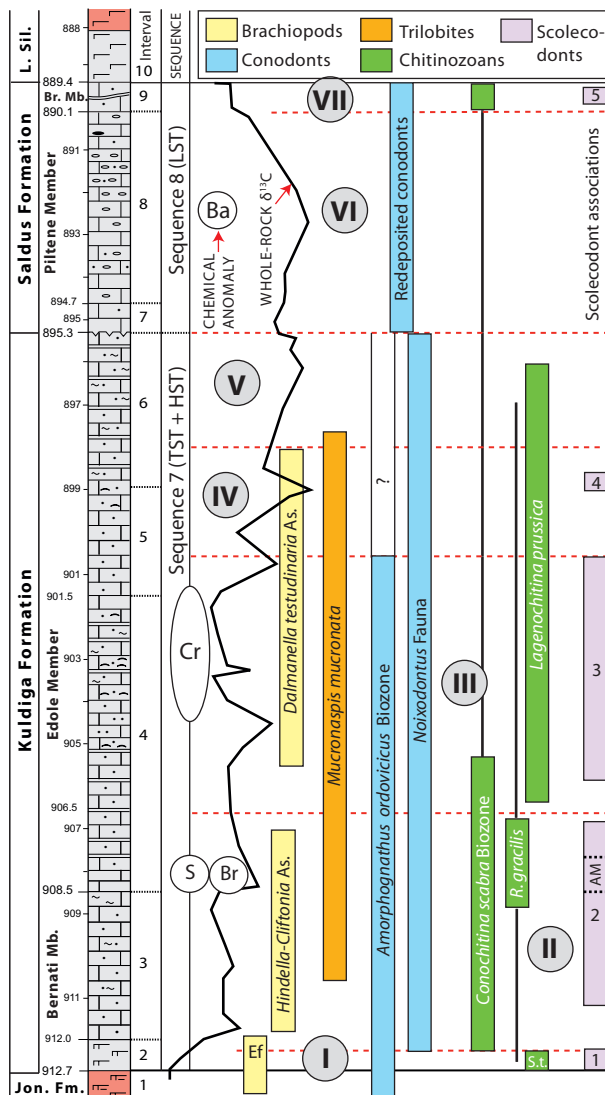 L. Sil.
Saldus Formation
Kuldiga Formation
Br. Mb.
Piltene Member
Edole Member
Bernati Mb.
Jon. Fm.
888
889.4
890.1
891
893
894.7
895
895.3
897
899
901
901.5
903
905
906.5
907
908.5
909
911
912.0
912.7
Interval
10
9
8
7
6
5
4
3
2
1
SEQUENCE
Sequence 8 (LST)
Sequence 7 (TST + HST)
Brachiopods
Conodonts
Trilobites
Chitinozoans
Scoleco-
donts
CHEMICAL
ANOMALY
Ba
WHOLE-ROCK δ13C
Cr
S
Br
VII
VI
V
IV
III
II
I
Ef
Hindella-Cliftonia As.
Dalmanella testudinaria As.
Mucronaspis mucronata
?
Amorphognathus ordovicicus Biozone
Redeposited conodonts
Noixodontus Fauna
Conochitina scabra Biozone
R. gracilis
Lagenochitina prussica
S.t.
Scolecodont associations
5
4
3
AM
2
1